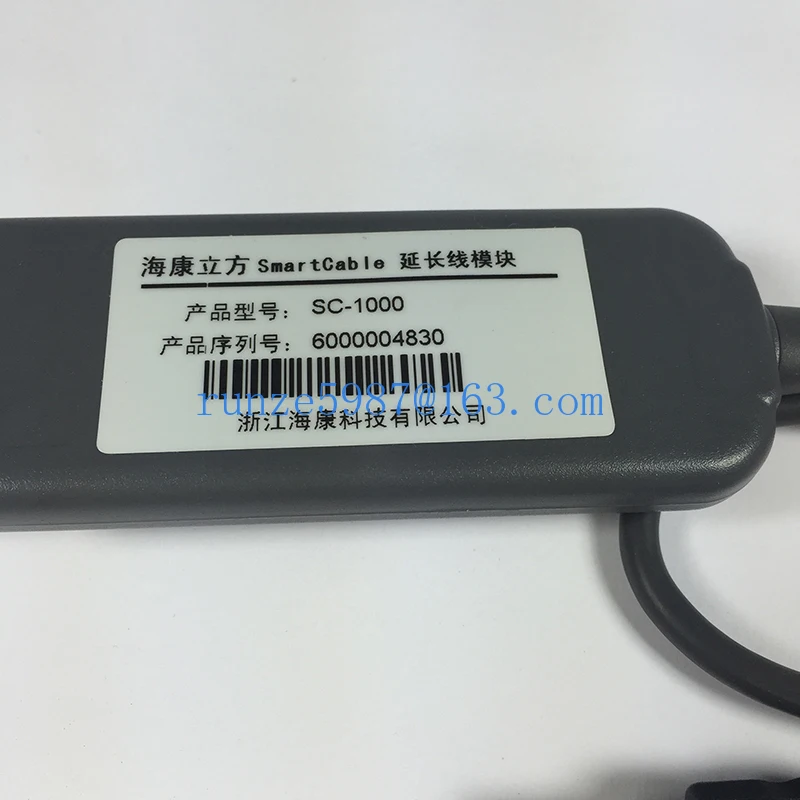 海康立方 SmartCable 延长线模块
产品型号： SC-1000
产品序列号： 6000004830
runze5987@163.com
浙江海康科技有限公司